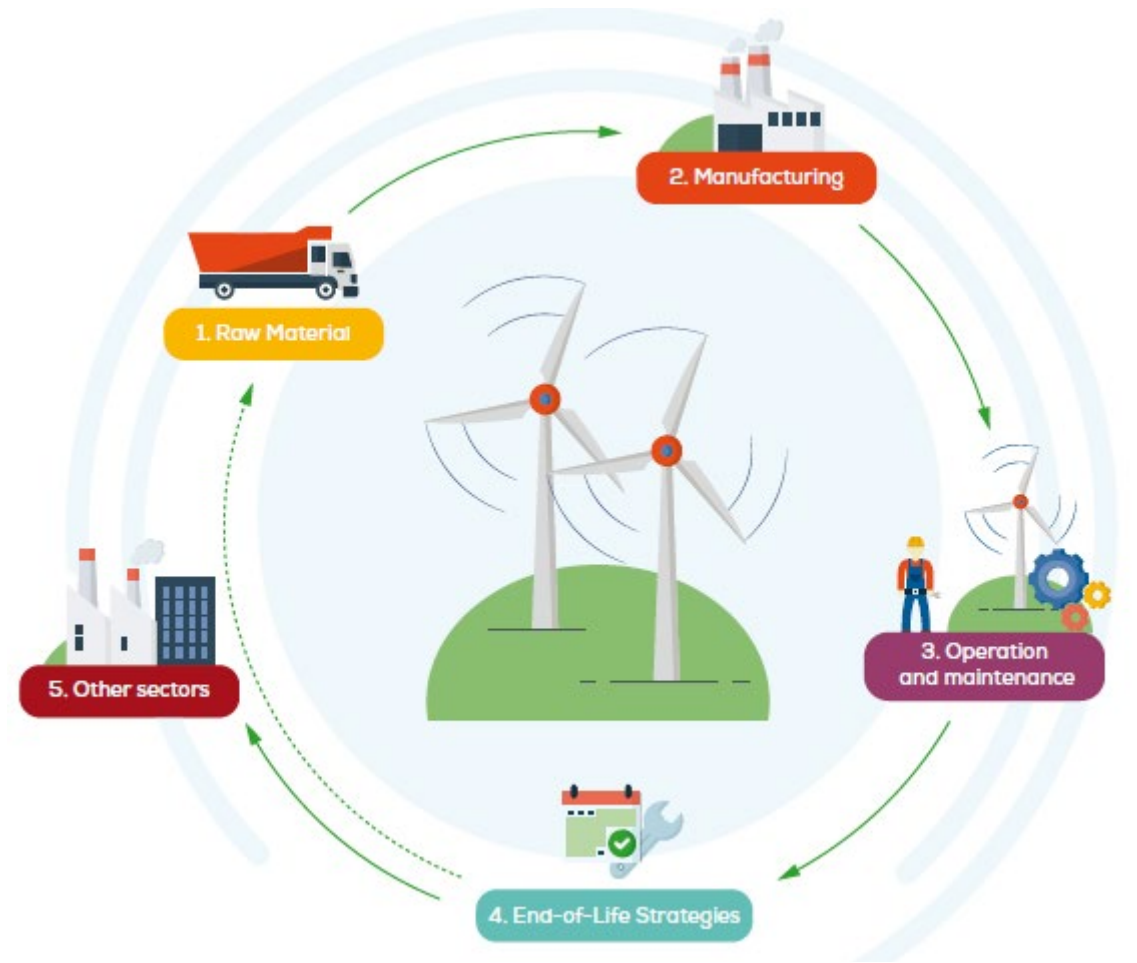 2. Manufacturing
1. Raw Material
3. Operation
and maintenance
5. Other sectors
4. End-of-Life Strategies